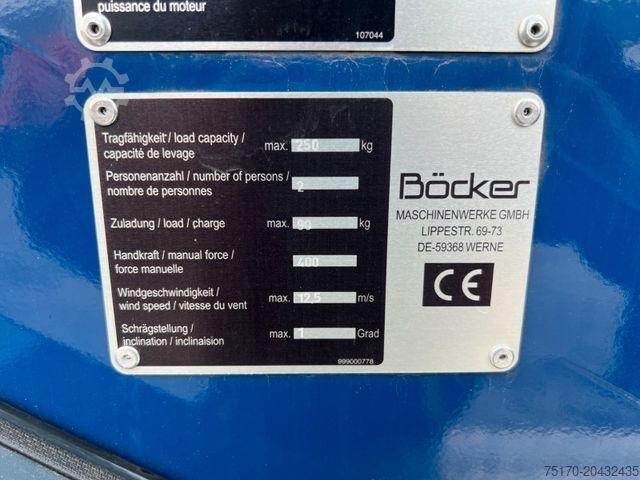 puissance du moteur
107044
Tragfähigkeit / load capacity / max. 250 kg
capacité de levage
Personenanzahl / number of persons / 2
nombre de personnes
Zuladung / load / charge max. 90 kg
Handkraft / manual force / 400
force manuelle
Windgeschwindigkeit / max. 12,5 m/s
wind speed / vitesse du vent
Schrägstellung / max. 1 Grad
inclination / inclinaision
999000778
Böcker
MASCHINENWERKE GMBH
LIPPESTR. 69-73
DE-59368 WERNE
CE
75170-20432435